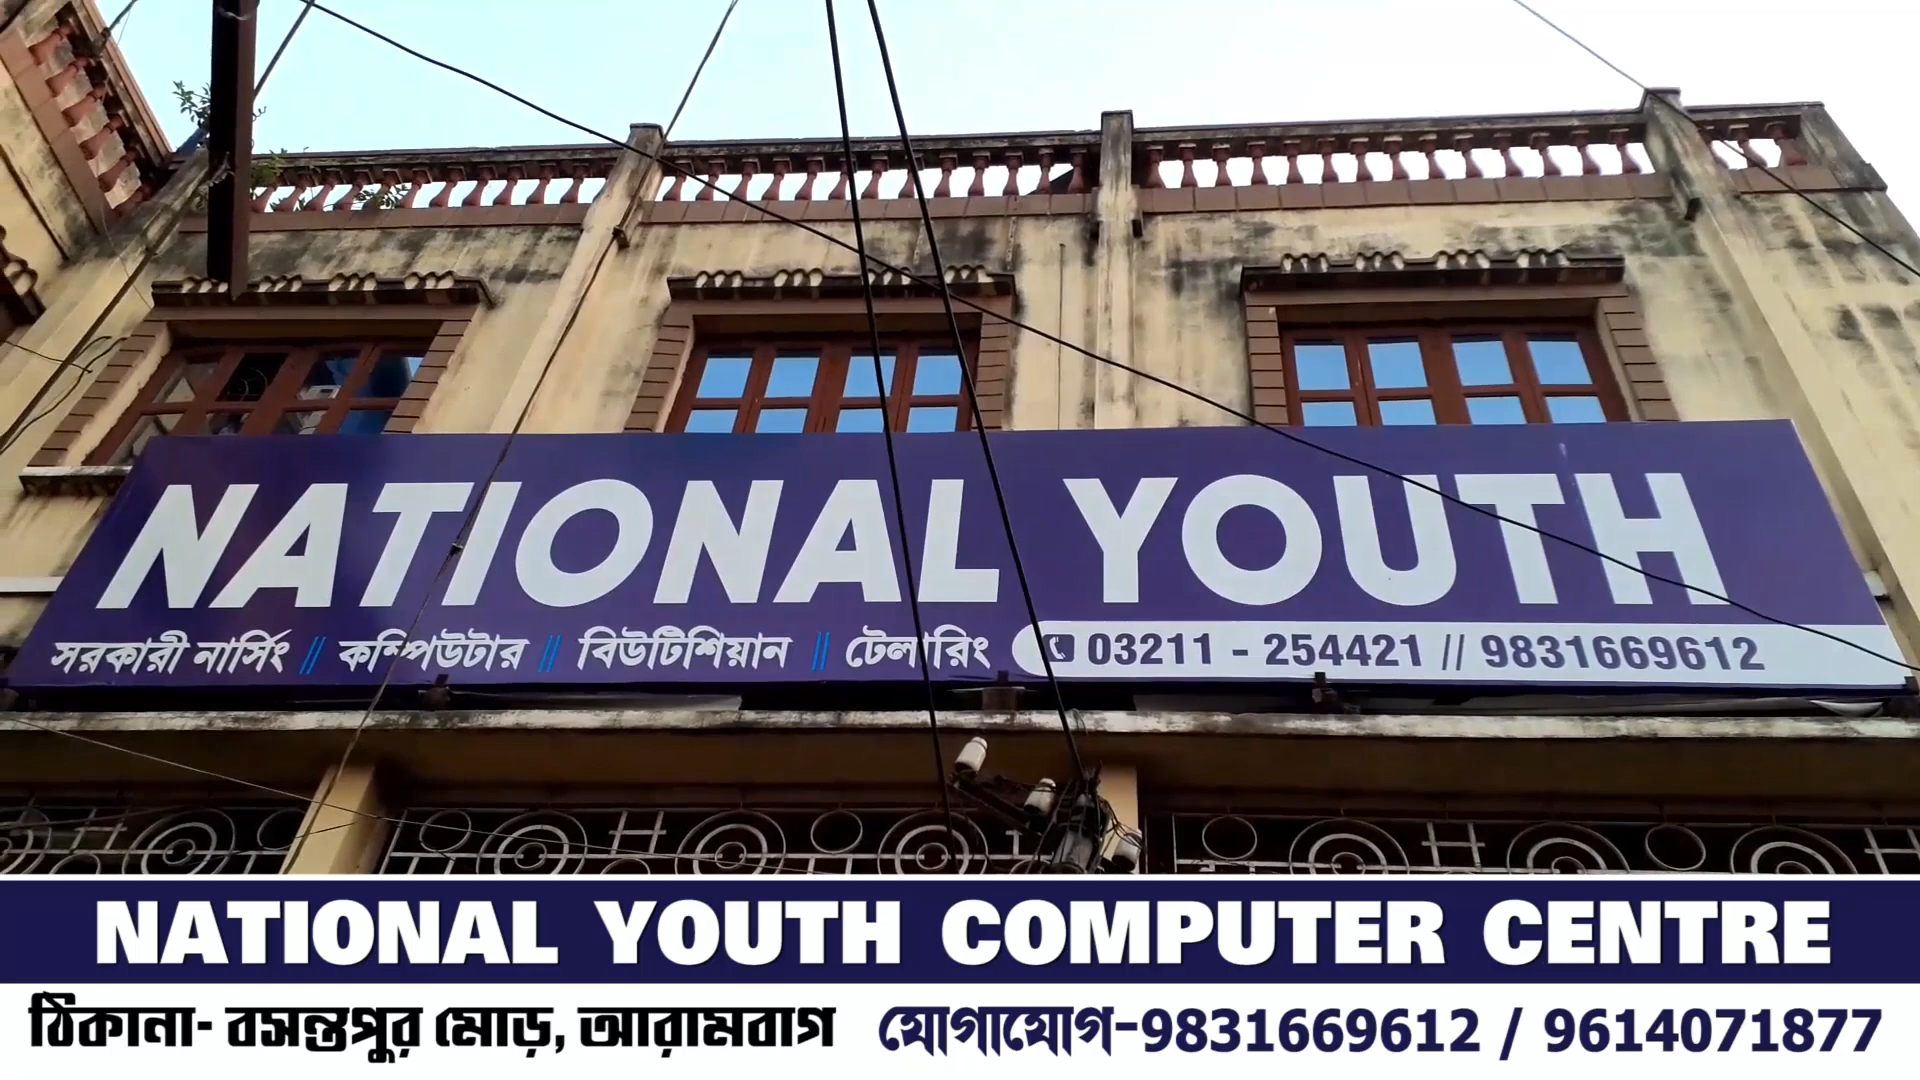 NATIONAL YOUTH
সরকারী নার্সিং // কম্পিউটার // বিউটিশিয়ান // টেলারিং 03211 - 254421 // 9831669612
NATIONAL YOUTH COMPUTER CENTRE
ঠিকানা- বসন্তপুর মোড়, আরামবাগ যোগাযোগ-9831669612 / 9614071877